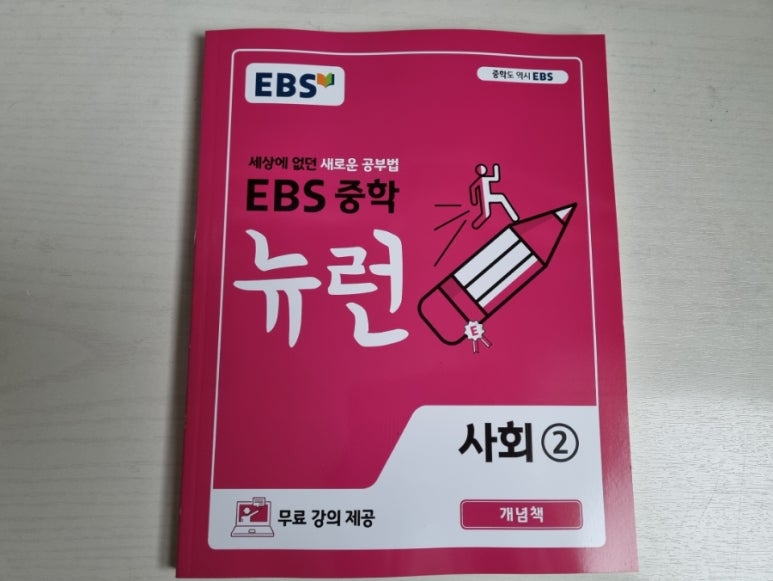 EBS
중학도 역시 EBS
세상에 없던 새로운 공부법
EBS 중학
뉴런
E
사회 ②
무료 강의 제공
개념책